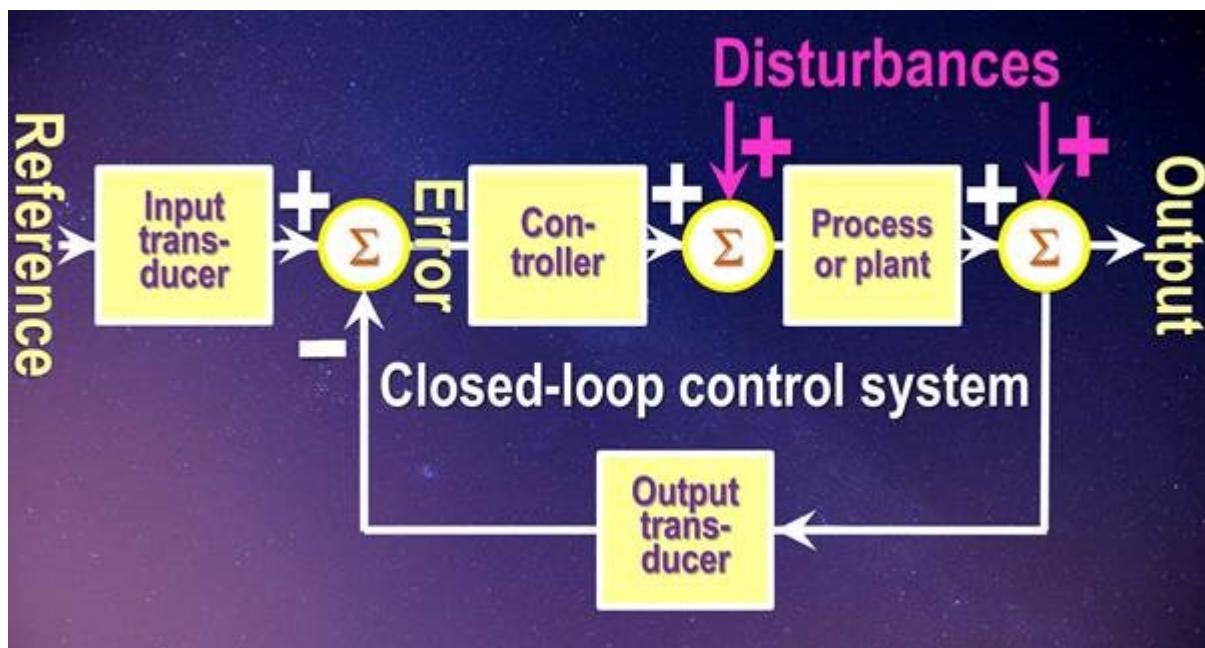 Disturbances
Reference
Input
trans-
ducer
+
Σ
−
Error
Con-
troller
+
+
Σ
Process
or plant
+
+
Σ
Output
Closed-loop control system
Output
trans-
ducer